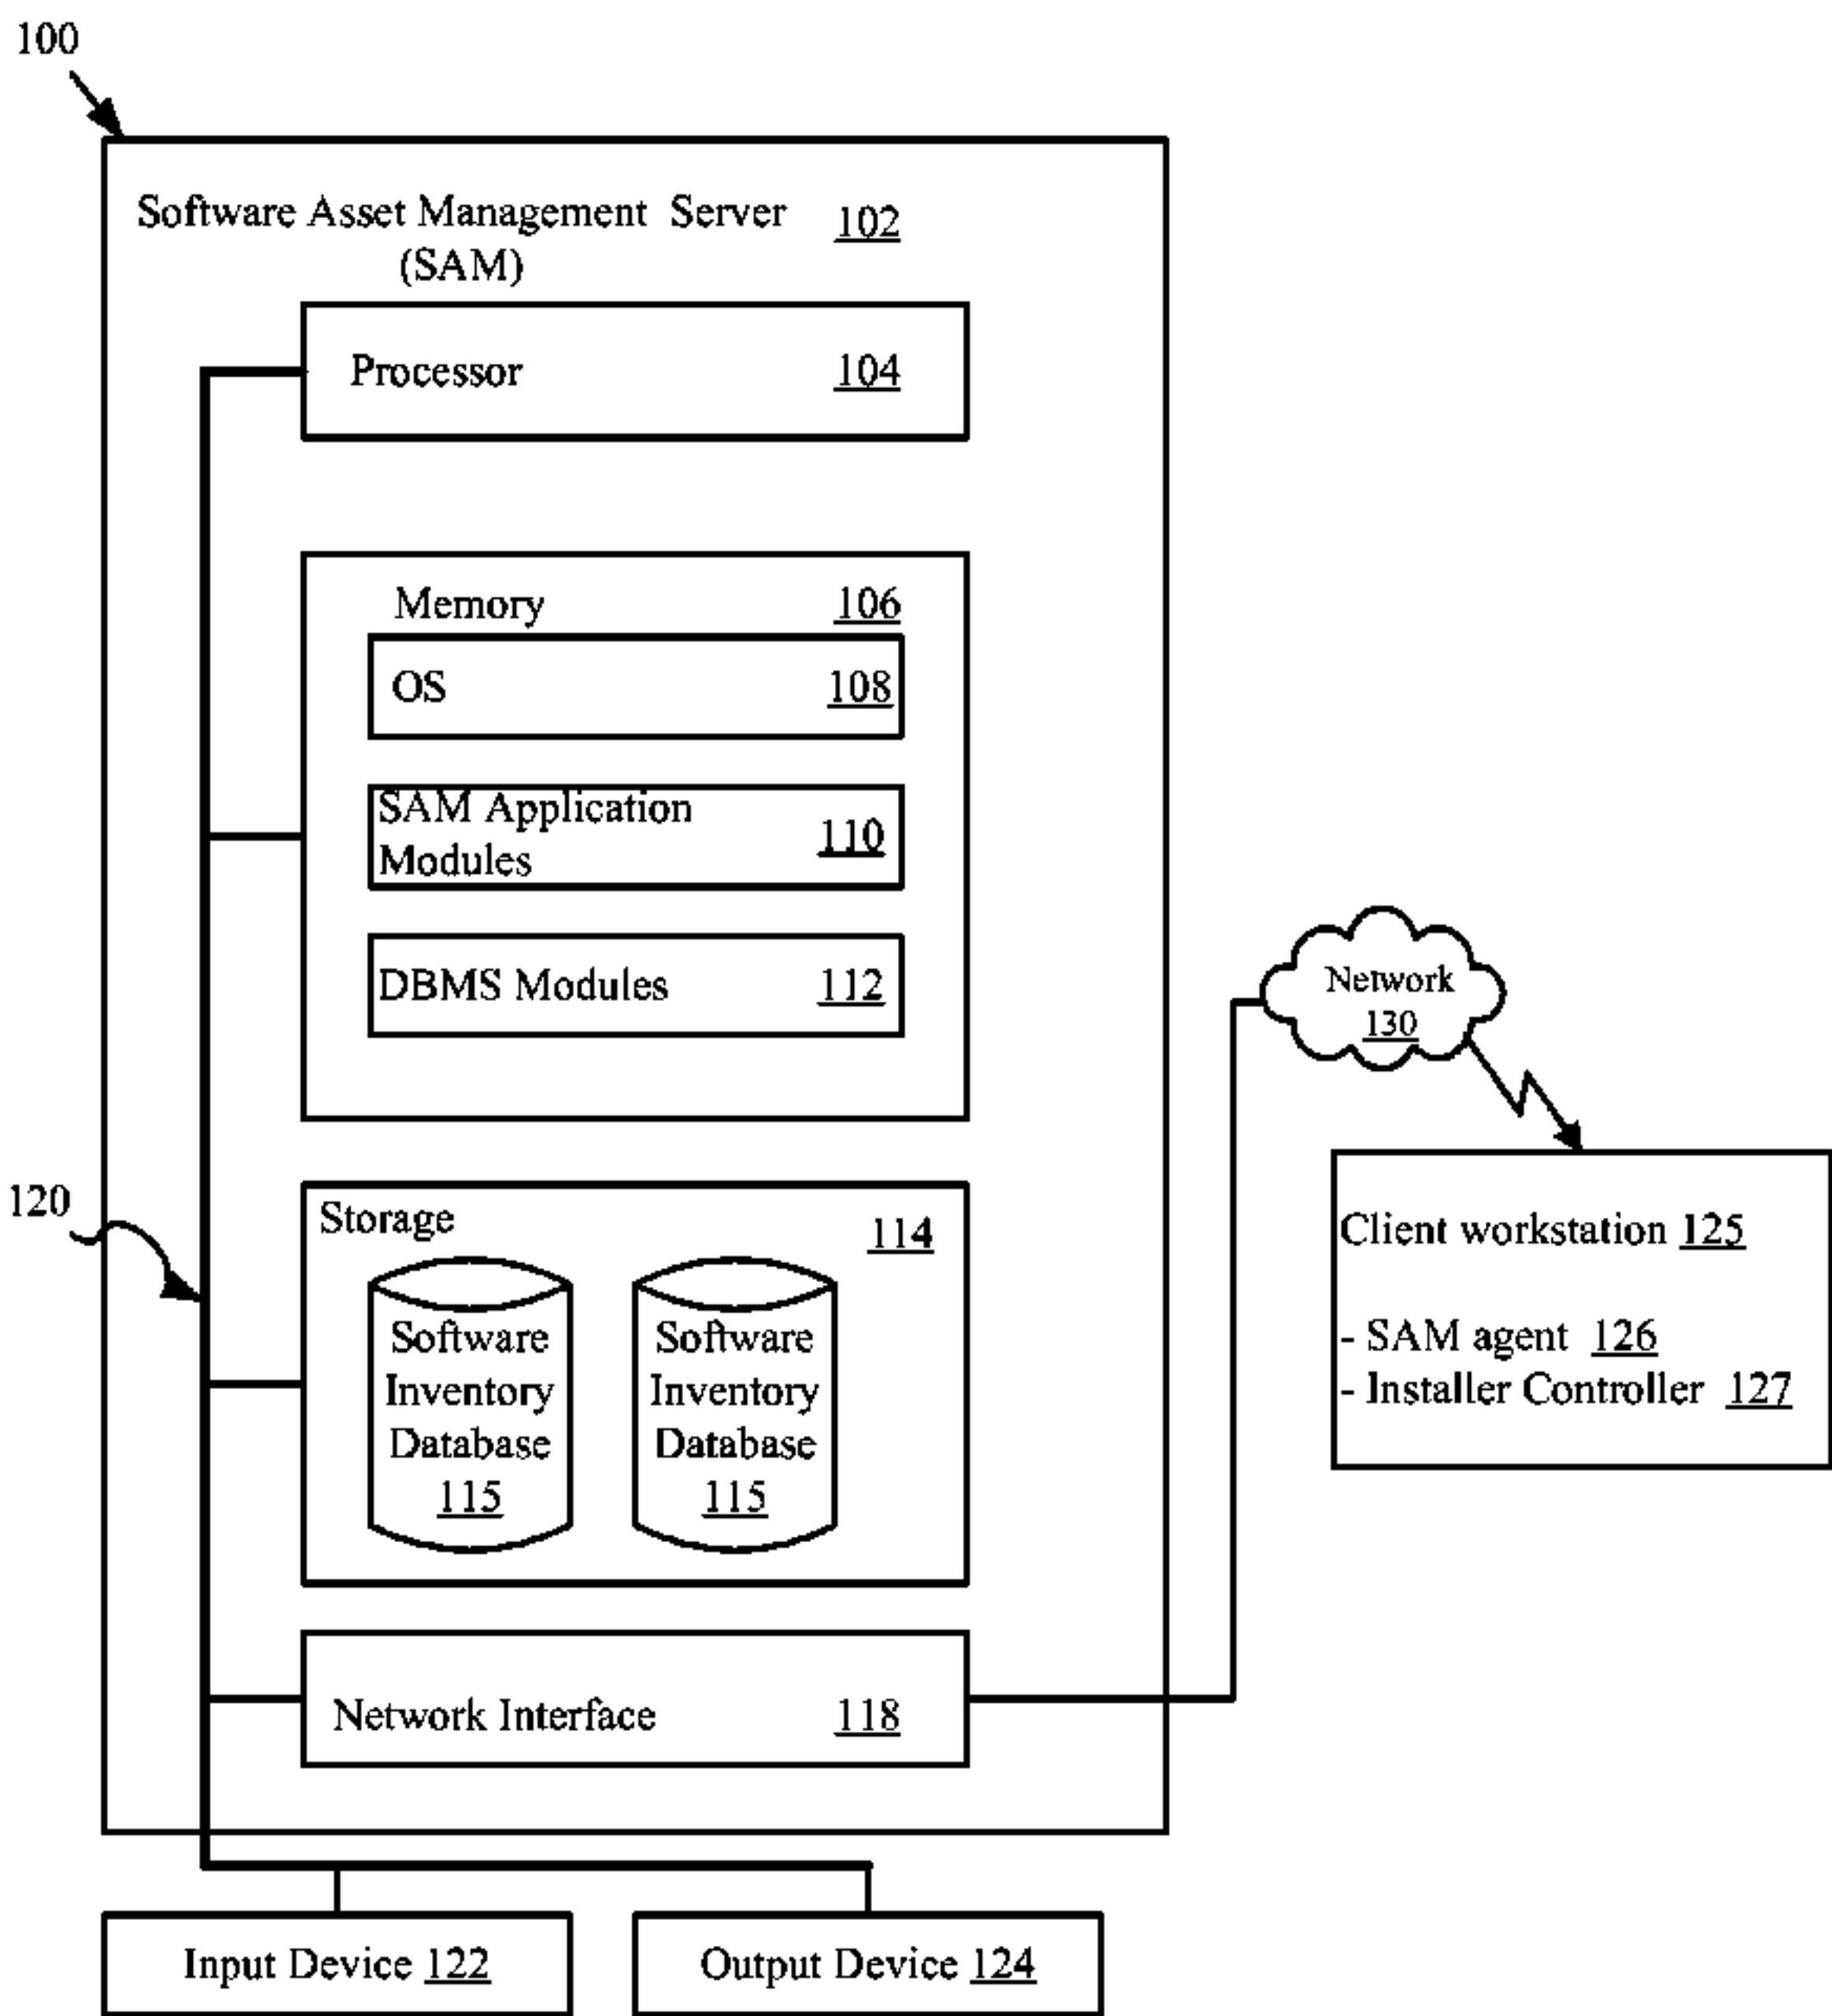 100
Software Asset Management Server 102
(SAM)
Processor 104
Memory 106
OS 108
SAM Application
Modules 110
DBMS Modules 112
Network
130
120
Storage 114
Software
Inventory
Database
115
Software
Inventory
Database
115
Client workstation 125
- SAM agent 126
- Installer Controller 127
Network Interface 118
Input Device 122
Output Device 124